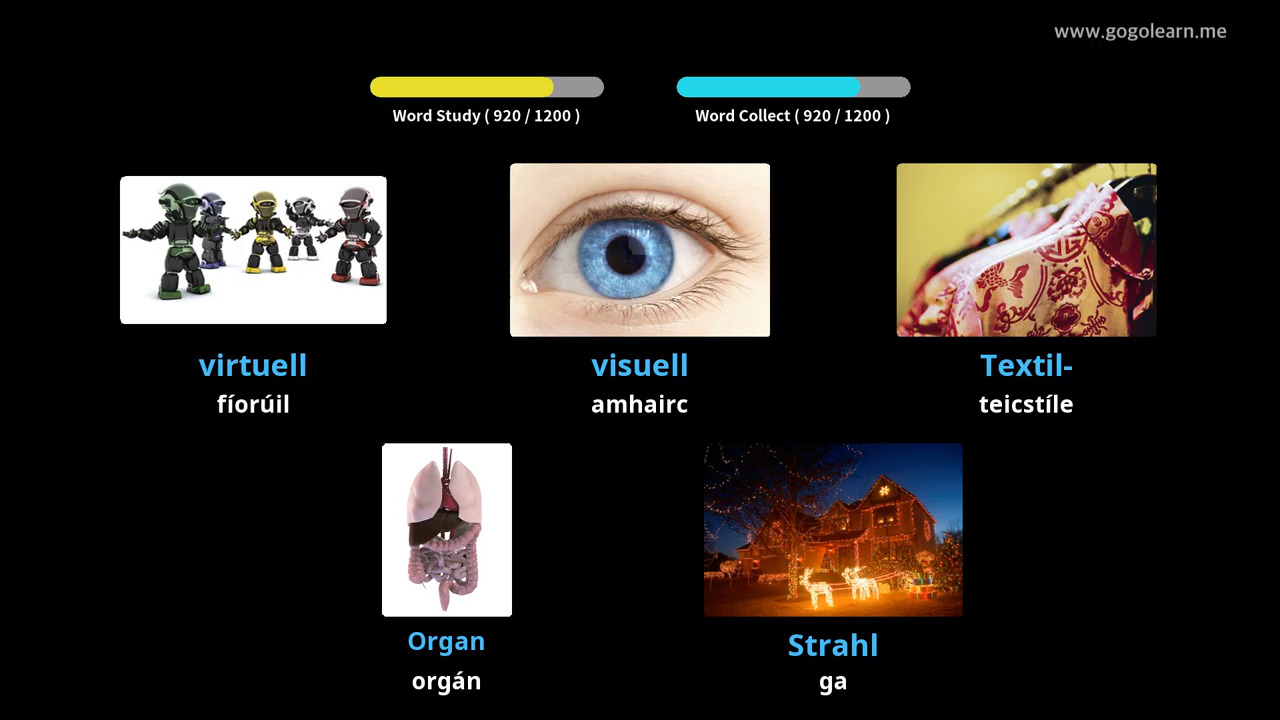 www.gogolearn.me
Word Study ( 920 / 1200 )
Word Collect ( 920 / 1200 )
virtuell
fíorúil
visuell
amhairc
Textil-
teicstíle
Organ
orgán
Strahl
ga